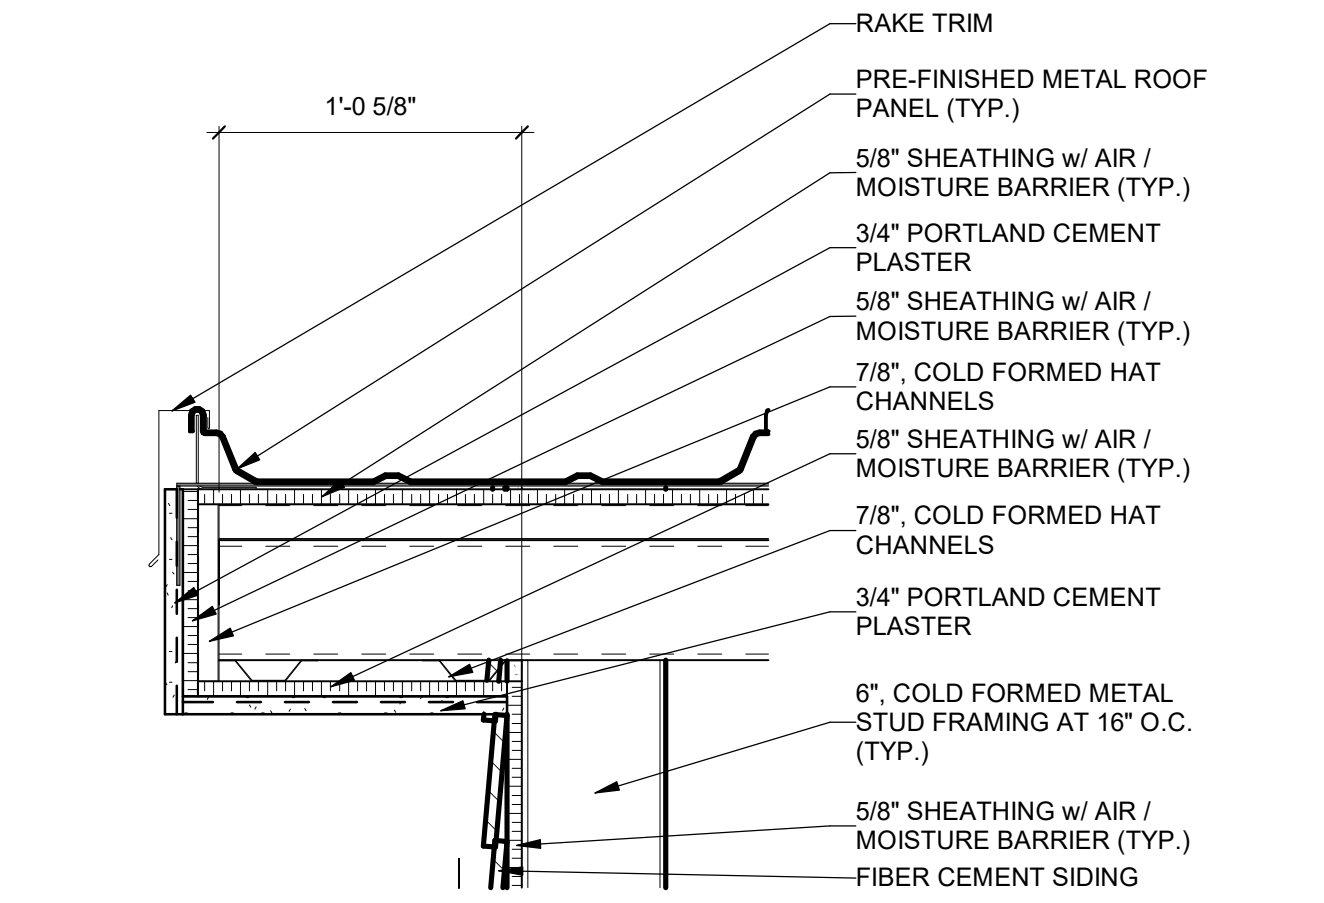 RAKE TRIM
1'-0 5/8"
PRE-FINISHED METAL ROOF
PANEL (TYP.)
5/8" SHEATHING w/ AIR /
MOISTURE BARRIER (TYP.)
3/4" PORTLAND CEMENT
PLASTER
5/8" SHEATHING w/ AIR /
MOISTURE BARRIER (TYP.)
7/8", COLD FORMED HAT
CHANNELS
5/8" SHEATHING w/ AIR /
MOISTURE BARRIER (TYP.)
7/8", COLD FORMED HAT
CHANNELS
3/4" PORTLAND CEMENT
PLASTER
6", COLD FORMED METAL
STUD FRAMING AT 16" O.C.
(TYP.)
5/8" SHEATHING w/ AIR /
MOISTURE BARRIER (TYP.)
FIBER CEMENT SIDING